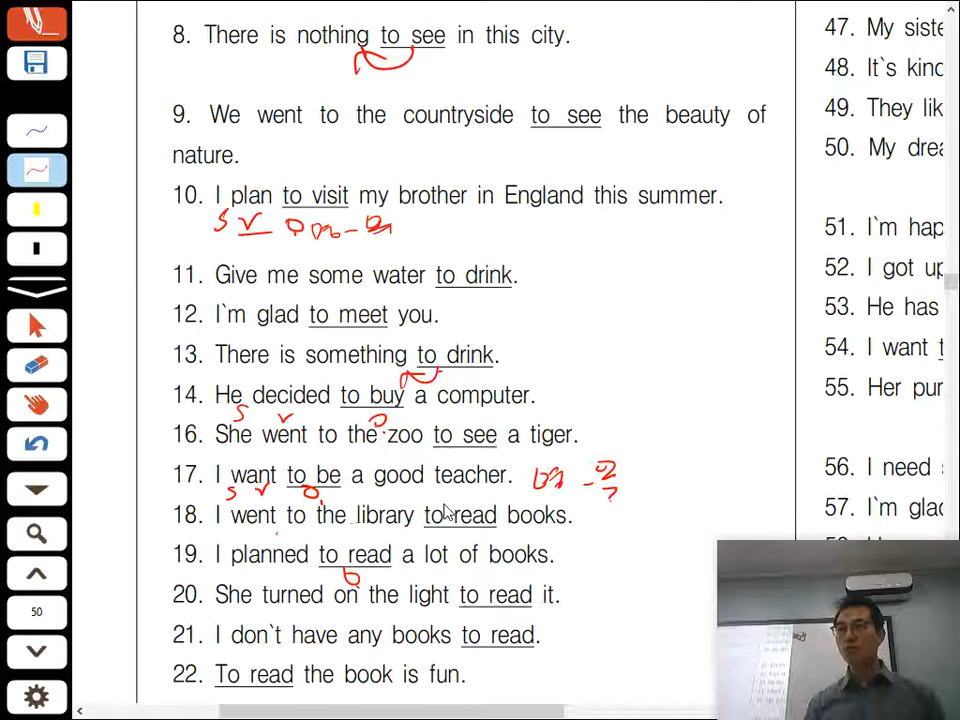 8. There is nothing to see in this city.
9. We went to the countryside to see the beauty of
nature.
10. I plan to visit my brother in England this summer.
S V O
11. Give me some water to drink.
12. I`m glad to meet you.
13. There is something to drink.
14. He decided to buy a computer.
S V O
16. She went to the zoo to see a tiger.
17. I want to be a good teacher.
S V O
18. I went to the library to read books.
19. I planned to read a lot of books.
20. She turned on the light to read it.
21. I don`t have any books to read.
22. To read the book is fun.
50
47. My siste
48. It`s kind
49. They lik
50. My drea
51. I`m hap
52. I got up
53. He has
54. I want t
55. Her pur
56. I need
57. I`m glad